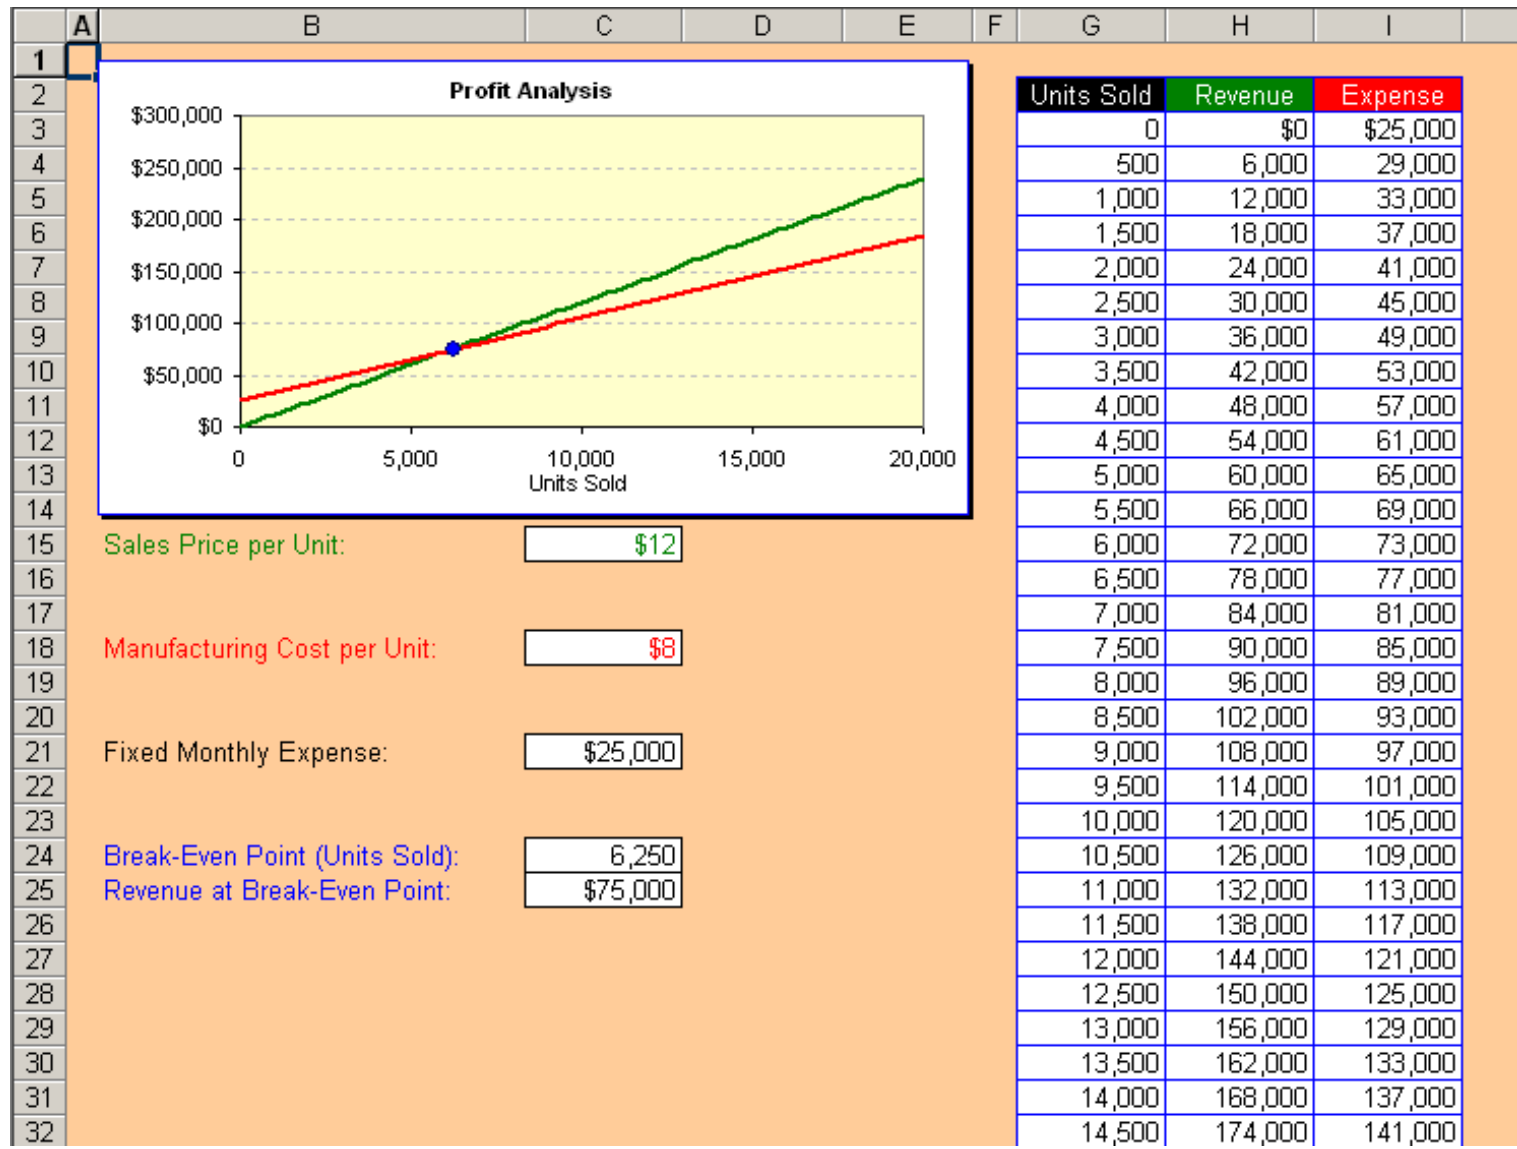 A B C D E F G H I
1
Profit Analysis
2 Units Sold Revenue Expense
$300,000
3 0 $0 $25,000
4 $250,000 500 6,000 29,000
5 1,000 12,000 33,000
6 $200,000 1,500 18,000 37,000
7 $150,000 2,000 24,000 41,000
8 2,500 30,000 45,000
9 $100,000 3,000 36,000 49,000
10 $50,000 3,500 42,000 53,000
11 4,000 48,000 57,000
$0
12 4,500 54,000 61,000
0 5,000 10,000 15,000 20,000
13 5,000 60,000 65,000
Units Sold
14 5,500 66,000 69,000
15 Sales Price per Unit: $12 6,000 72,000 73,000
16 6,500 78,000 77,000
17 7,000 84,000 81,000
18 Manufacturing Cost per Unit: $8 7,500 90,000 85,000
19 8,000 96,000 89,000
20 8,500 102,000 93,000
21 Fixed Monthly Expense: $25,000 9,000 108,000 97,000
22 9,500 114,000 101,000
23 10,000 120,000 105,000
24 Break-Even Point (Units Sold): 6,250 10,500 126,000 109,000
25 Revenue at Break-Even Point: $75,000 11,000 132,000 113,000
26 11,500 138,000 117,000
27 12,000 144,000 121,000
28 12,500 150,000 125,000
29 13,000 156,000 129,000
30 13,500 162,000 133,000
31 14,000 168,000 137,000
32 14,500 174,000 141,000